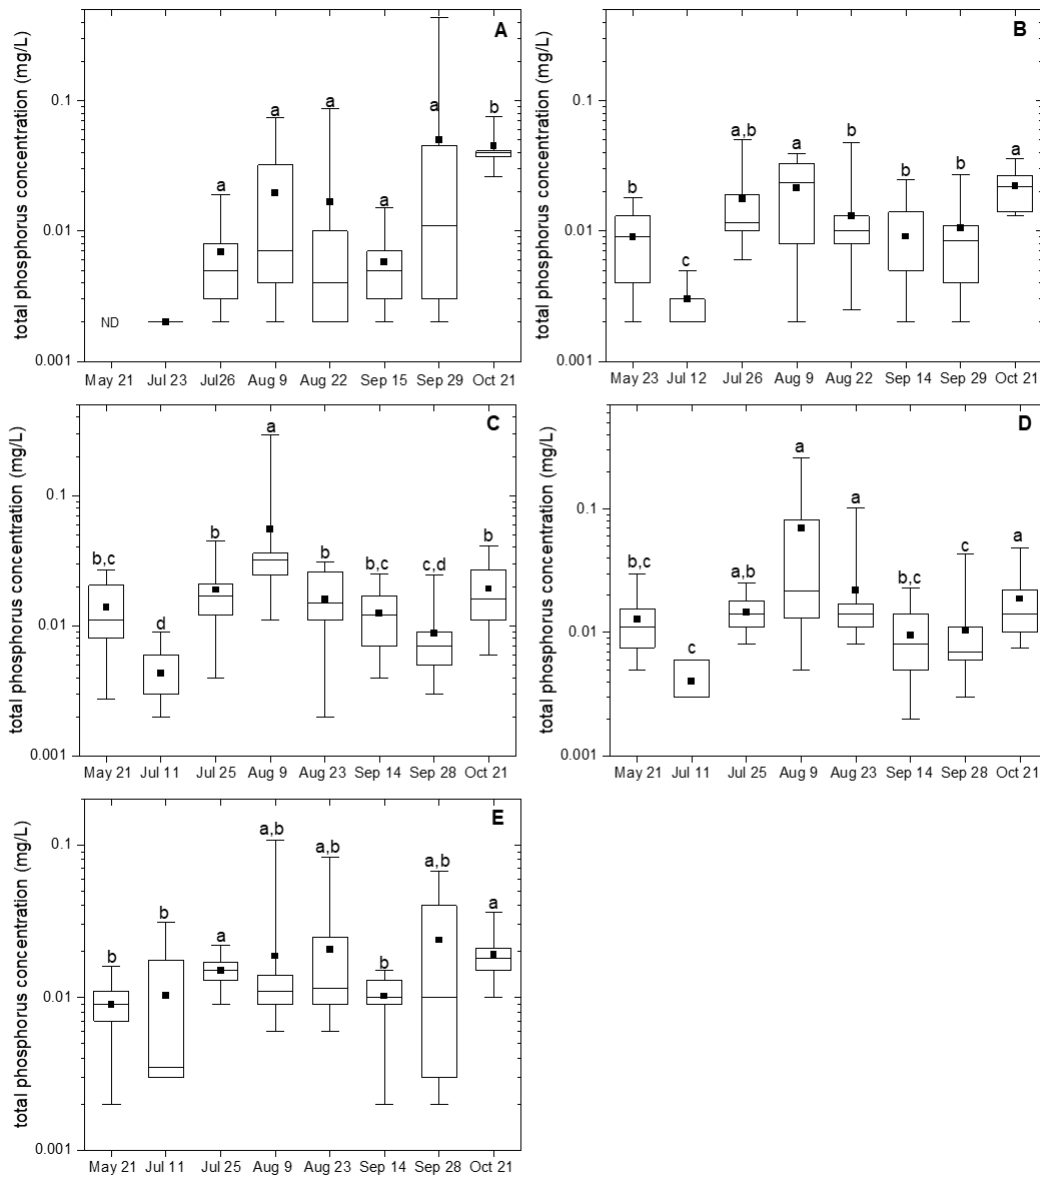 A
total phosphorus concentration (mg/L)
0.1
0.01
0.001
ND
a
a
a
a
a
b
May 21 Jul 23 Jul26 Aug 9 Aug 22 Sep 15 Sep 29 Oct 21
B
total phosphorus concentration (mg/L)
0.1
0.01
0.001
b
c
a,b
a
b
b
b
a
May 23 Jul 12 Jul 26 Aug 9 Aug 22 Sep 14 Sep 29 Oct 21
C
total phosphorus concentration (mg/L)
0.1
0.01
0.001
b,c
d
b
a
b
b,c
c,d
b
May 21 Jul 11 Jul 25 Aug 9 Aug 23 Sep 14 Sep 28 Oct 21
D
total phosphorus concentration (mg/L)
0.1
0.01
0.001
b,c
c
a,b
a
a
b,c
c
a
May 21 Jul 11 Jul 25 Aug 9 Aug 23 Sep 14 Sep 28 Oct 21
E
total phosphorus concentration (mg/L)
0.1
0.01
0.001
b
b
a
a,b
a,b
b
a,b
a
May 21 Jul 11 Jul 25 Aug 9 Aug 23 Sep 14 Sep 28 Oct 21